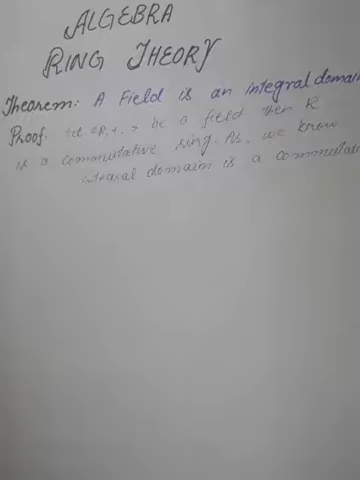 ALGEBRA
RING THEORY
Theorem: A Field is an integral domain
Proof. Let <R, +, . > be a field then R
is a commutative ring. As, we know
integral domain is a commutat